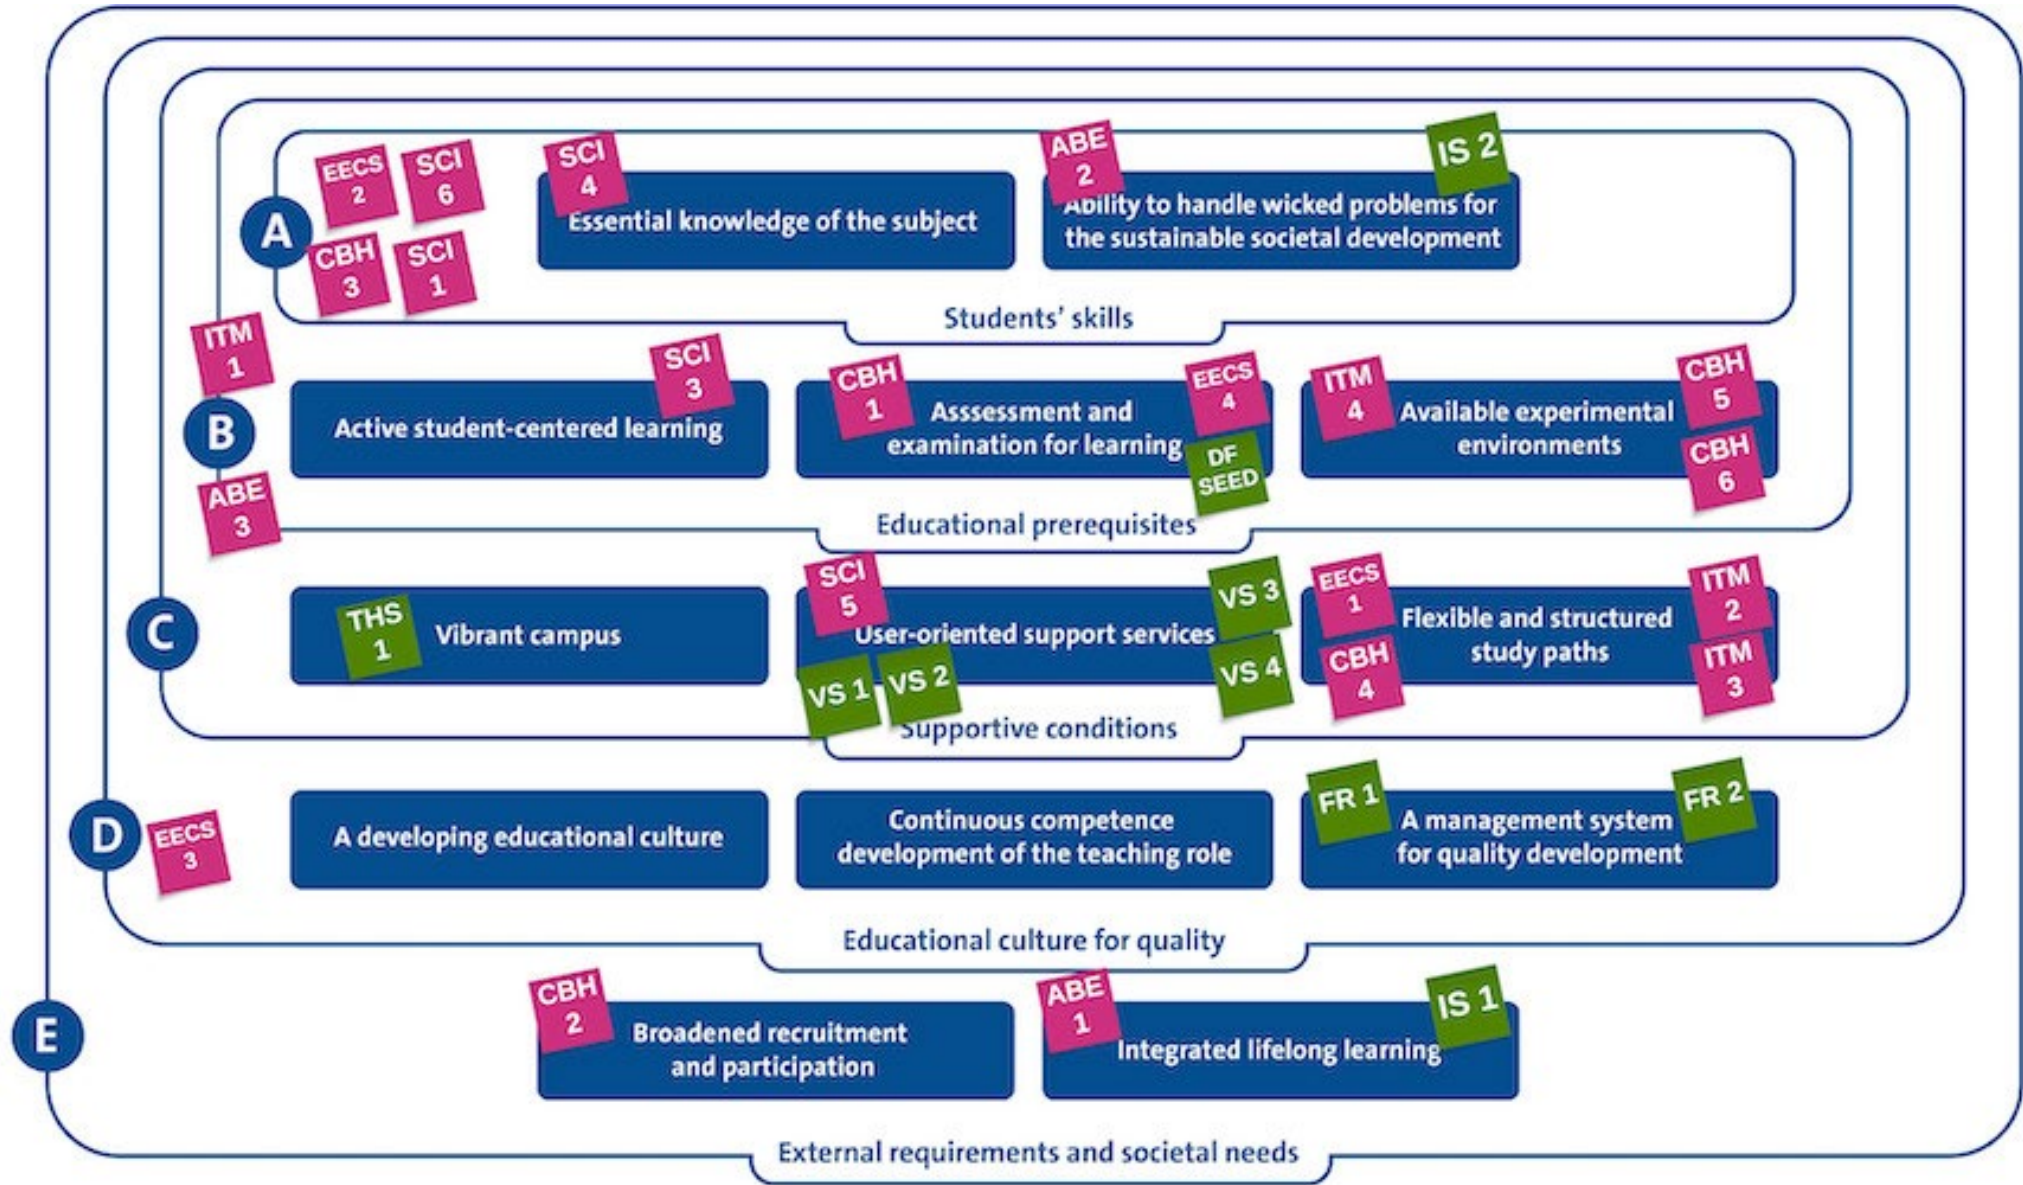 EECS
2
SCI
6
SCI
4
ABE
2
IS 2
A
Essential knowledge of the subject
Ability to handle wicked problems for
the sustainable societal development
CBH
3
SCI
1
Students' skills
ITM
1
SCI
3
CBH
1
EECS
4
ITM
4
CBH
5
B
Active student-centered learning
Asssessment and
examination for learning
DF
SEED
Available experimental
environments
CBH
6
ABE
3
Educational prerequisites
SCI
5
VS 3
EECS
1
ITM
2
C
THS
1
Vibrant campus
User-oriented support services
Flexible and structured
study paths
VS 1
VS 2
VS 4
CBH
4
ITM
3
Supportive conditions
FR 1
FR 2
D
EECS
3
A developing educational culture
Continuous competence
development of the teaching role
A management system
for quality development
Educational culture for quality
CBH
2
ABE
1
IS 1
E
Broadened recruitment
and participation
Integrated lifelong learning
External requirements and societal needs